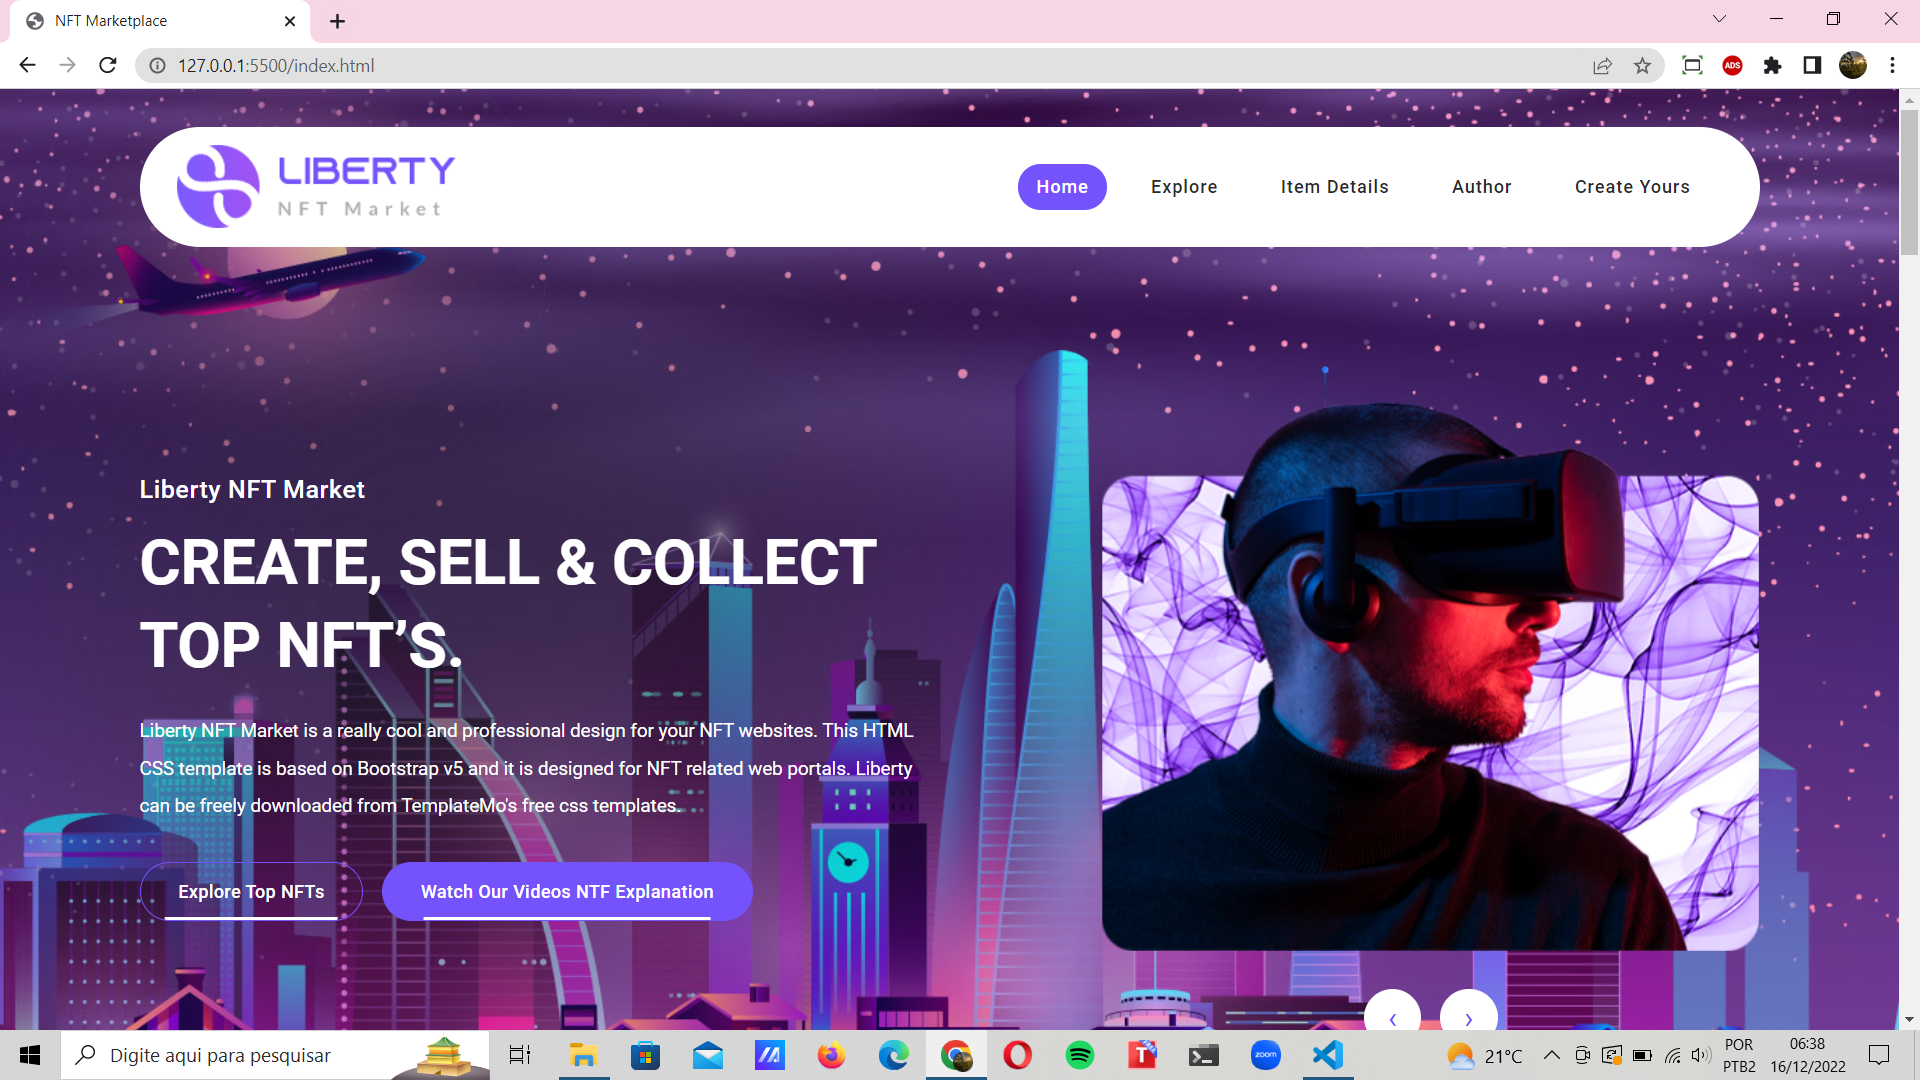 NFT Marketplace
127.0.0.1:5500/index.html
ADS
LIBERTY
NFT Market
Home
Explore
Item Details
Author
Create Yours
Liberty NFT Market
CREATE, SELL & COLLECT
TOP NFT’S.
Liberty NFT Market is a really cool and professional design for your NFT websites. This HTML
CSS template is based on Bootstrap v5 and it is designed for NFT related web portals. Liberty
can be freely downloaded from TemplateMo's free css templates.
Explore Top NFTs
Watch Our Videos NTF Explanation
Digite aqui para pesquisar
T
zoom
21°C
POR
PTB2
06:38
16/12/2022